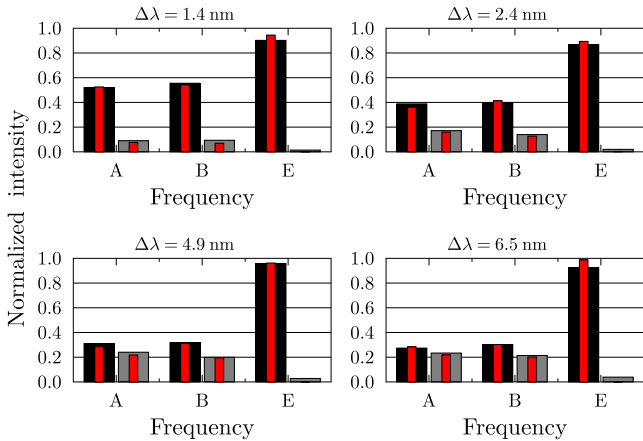 Δλ = 1.4 nm
1.0
0.8
0.6
0.4
0.2
0.0
A B E
Frequency
Δλ = 2.4 nm
1.0
0.8
0.6
0.4
0.2
0.0
A B E
Frequency
Normalized intensity
Δλ = 4.9 nm
1.0
0.8
0.6
0.4
0.2
0.0
A B E
Frequency
Δλ = 6.5 nm
1.0
0.8
0.6
0.4
0.2
0.0
A B E
Frequency